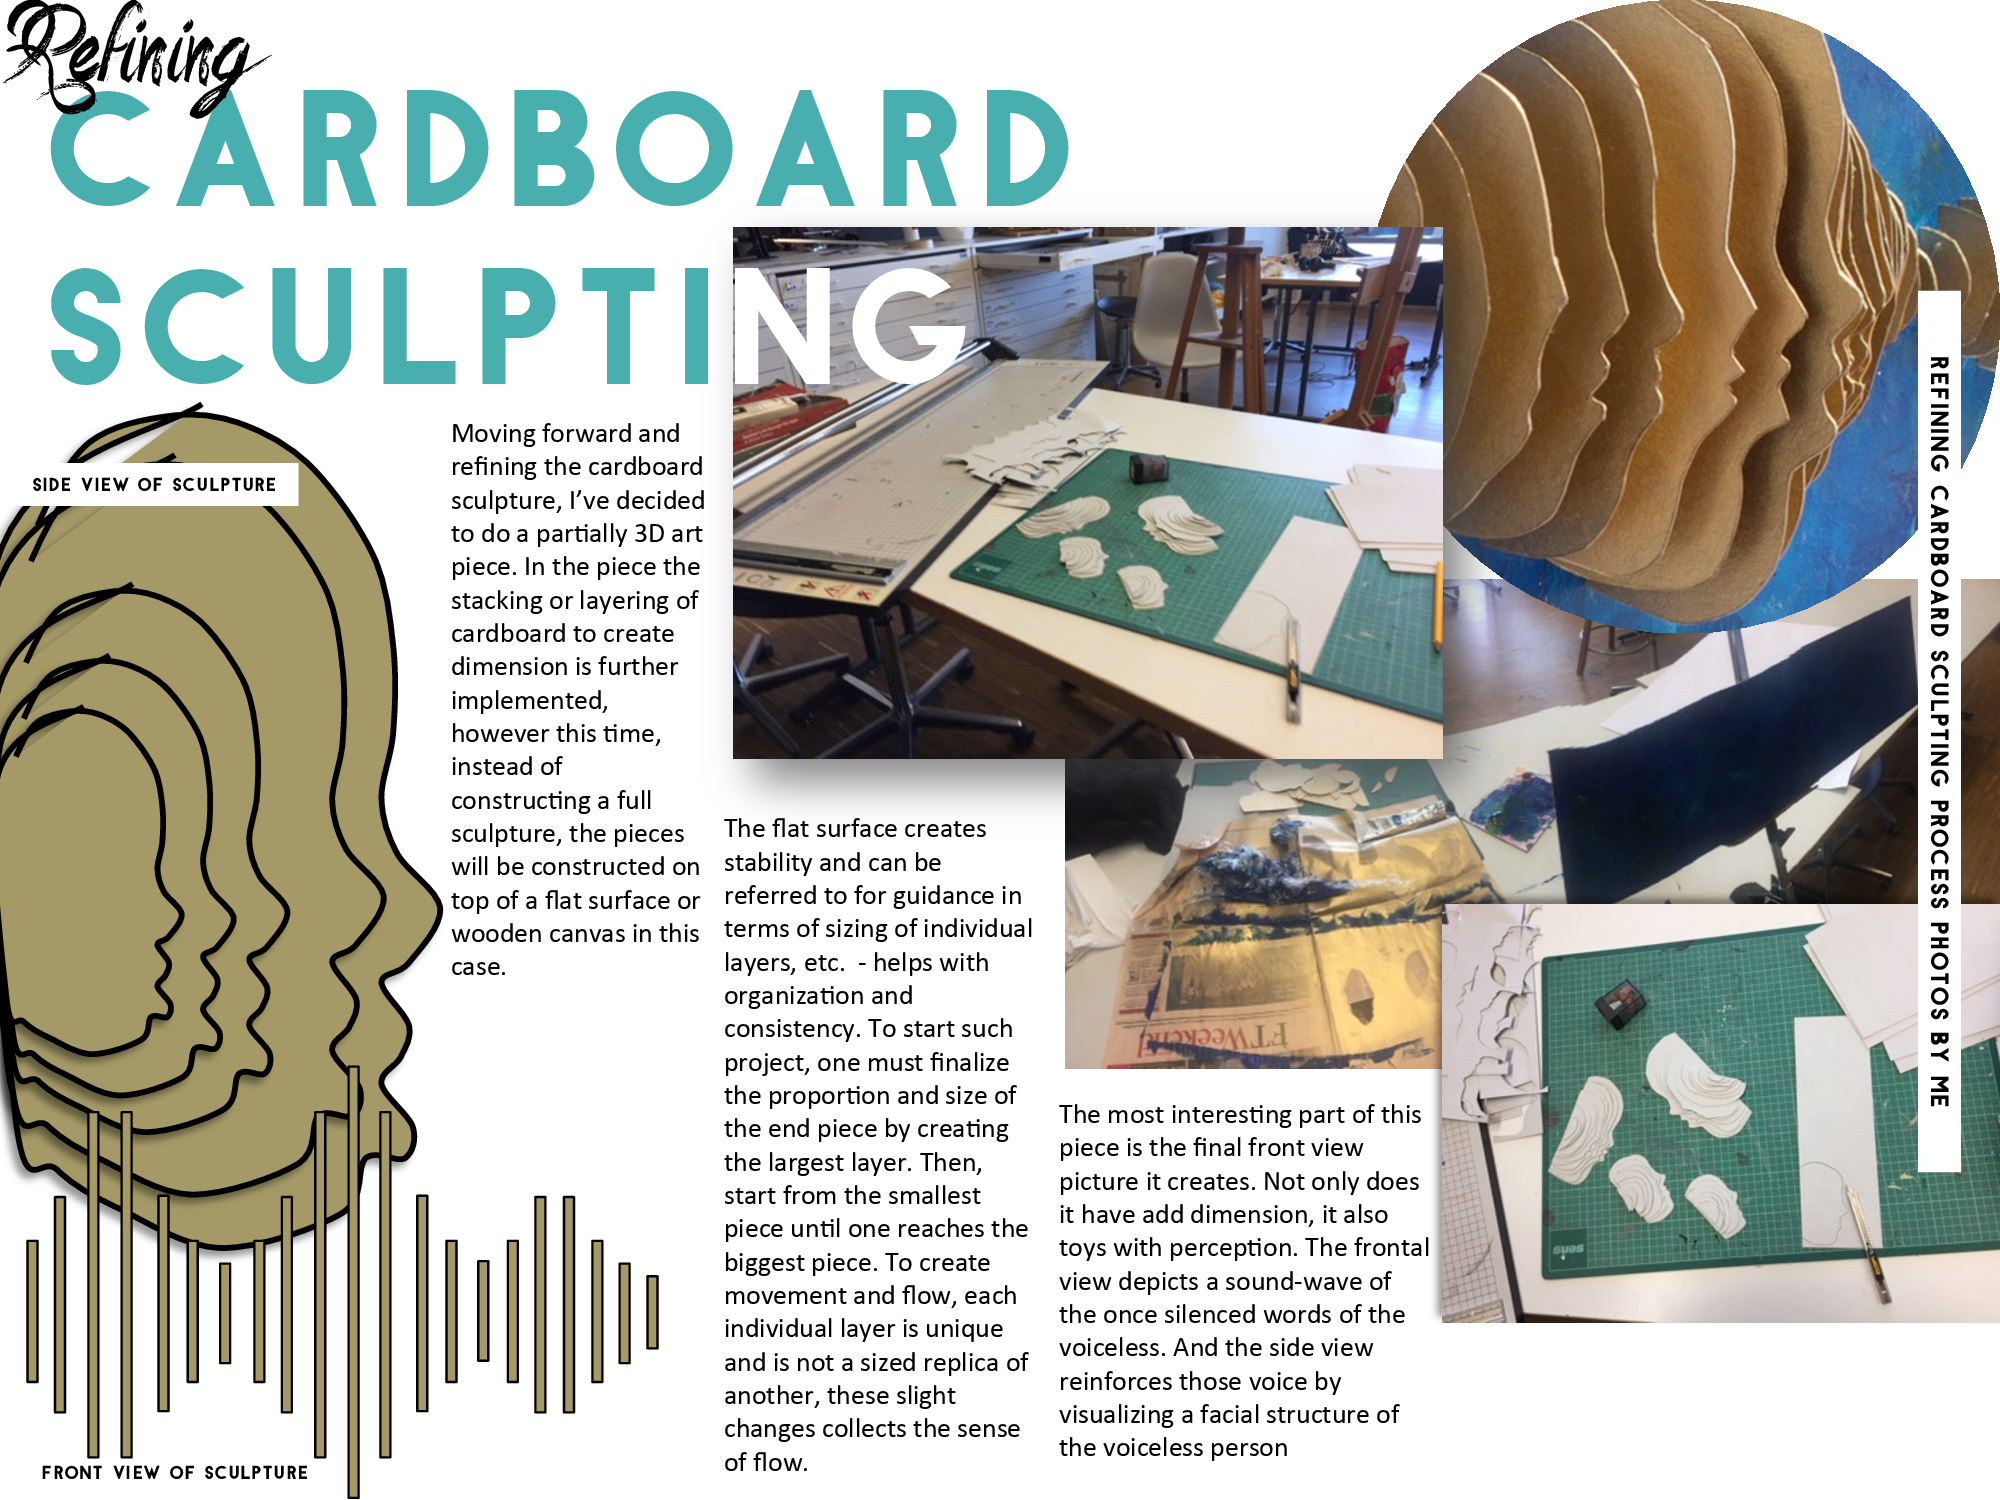 Refining
CARDBOARD
SCULPTING
SIDE VIEW OF SCULPTURE
Moving forward and
refining the cardboard
sculpture, I've decided
to do a partially 3D art
piece. In the piece the
stacking or layering of
cardboard to create
dimension is further
implemented,
however this time,
instead of
constructing a full
sculpture, the pieces
will be constructed on
top of a flat surface or
wooden canvas in this
case.
FRONT VIEW OF SCULPTURE
The flat surface creates
stability and can be
referred to for guidance in
terms of sizing of individual
layers, etc.  - helps with
organization and
consistency. To start such
project, one must finalize
the proportion and size of
the end piece by creating
the largest layer. Then,
start from the smallest
piece until one reaches the
biggest piece. To create
movement and flow, each
individual layer is unique
and is not a sized replica of
another, these slight
changes collects the sense
of flow.
FTWeekend
The most interesting part of this
piece is the final front view
picture it creates. Not only does
it have add dimension, it also
toys with perception. The frontal
view depicts a sound-wave of
the once silenced words of the
voiceless. And the side view
reinforces those voice by
visualizing a facial structure of
the voiceless person
REFINING CARDBOARD SCULPTING PROCESS PHOTOS BY ME